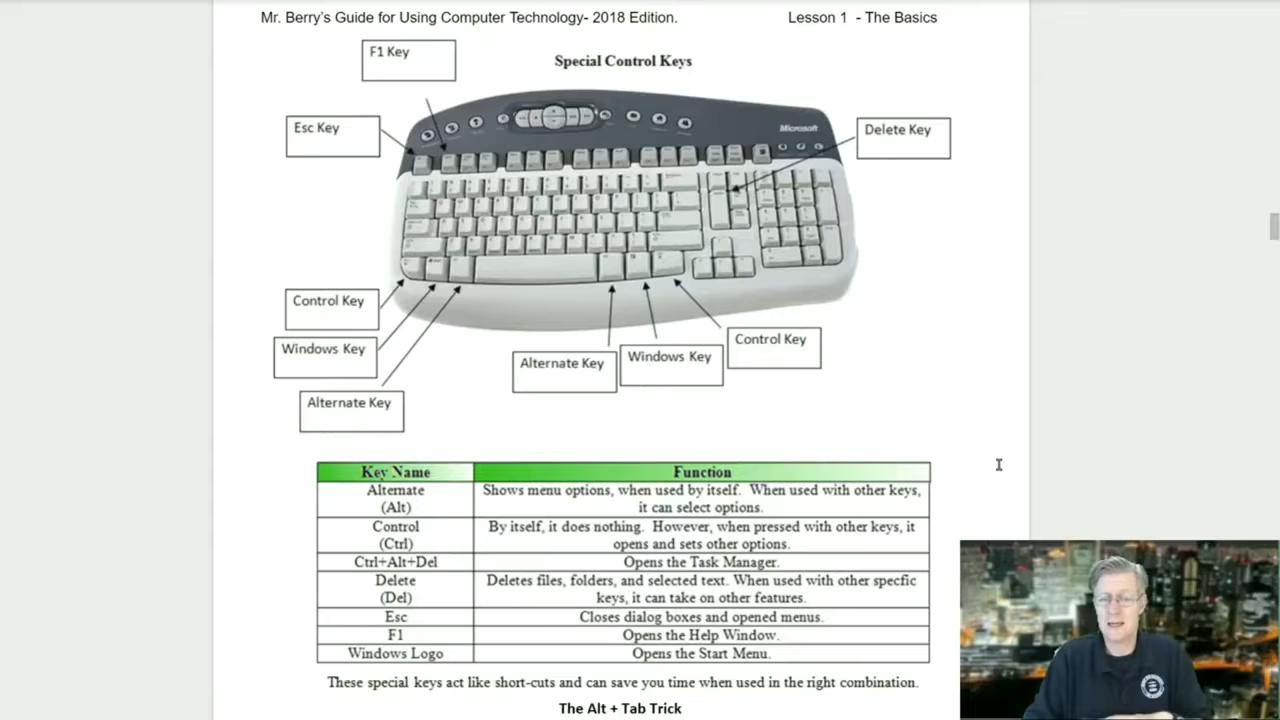 Mr. Berry’s Guide for Using Computer Technology- 2018 Edition. Lesson 1 - The Basics
F1 Key
Special Control Keys
Esc Key
Microsoft
Delete Key
Control Key
Windows Key
Alternate Key
Alternate Key
Windows Key
Control Key
Key Name Function
Alternate
(Alt)
Shows menu options, when used by itself. When used with other keys,
it can select options.
Control
(Ctrl)
By itself, it does nothing. However, when pressed with other keys, it
opens and sets other options.
Ctrl+Alt+Del Opens the Task Manager.
Delete
(Del)
Deletes files, folders, and selected text. When used with other specfic
keys, it can take on other features.
Esc Closes dialog boxes and opened menus.
F1 Opens the Help Window.
Windows Logo Opens the Start Menu.
These special keys act like short-cuts and can save you time when used in the right combination.
The Alt + Tab Trick